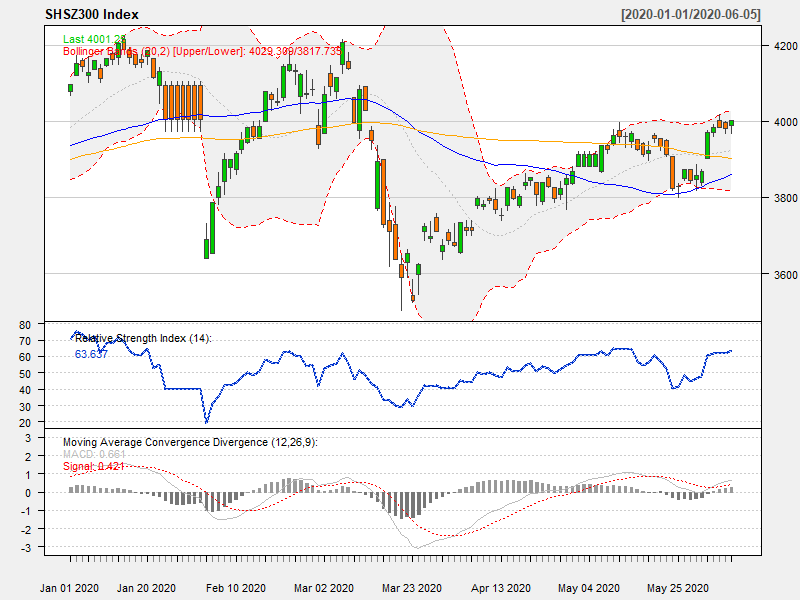 SHSZ300 Index [2020-01-01/2020-06-05]
Last 4001.25
Bollinger Bands (20,2) [Upper/Lower]: 4029.309/3817.735
4200
4000
3800
3600
Relative Strength Index (14):
63.637
80
70
60
50
40
30
20
Moving Average Convergence Divergence (12,26,9):
MACD: 0.661
Signal: 0.421
3
2
1
0
-1
-2
-3
Jan 01 2020 Jan 20 2020 Feb 10 2020 Mar 02 2020 Mar 23 2020 Apr 13 2020 May 04 2020 May 25 2020